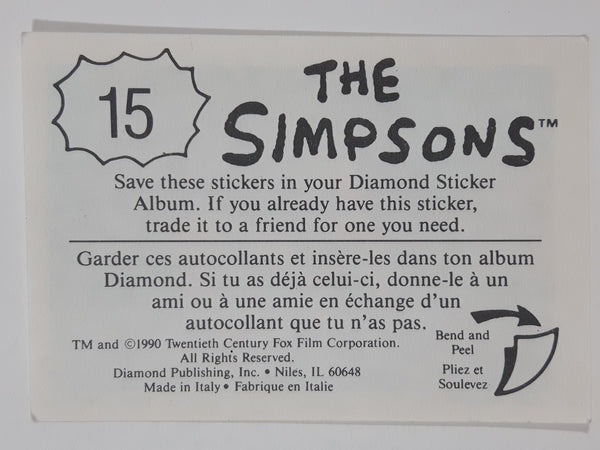 15
THE
SIMPSONS™
Save these stickers in your Diamond Sticker
Album. If you already have this sticker,
trade it to a friend for one you need.
Garder ces autocollants et insère-les dans ton album
Diamond. Si tu as déjà celui-ci, donne-le à un
ami ou à une amie en échange d'un
autocollant que tu n'as pas.
TM and ©1990 Twentieth Century Fox Film Corporation.
All Rights Reserved.
Diamond Publishing, Inc. • Niles, IL 60648
Made in Italy • Fabrique en Italie
Bend and
Peel
Pliez et
Soulevez